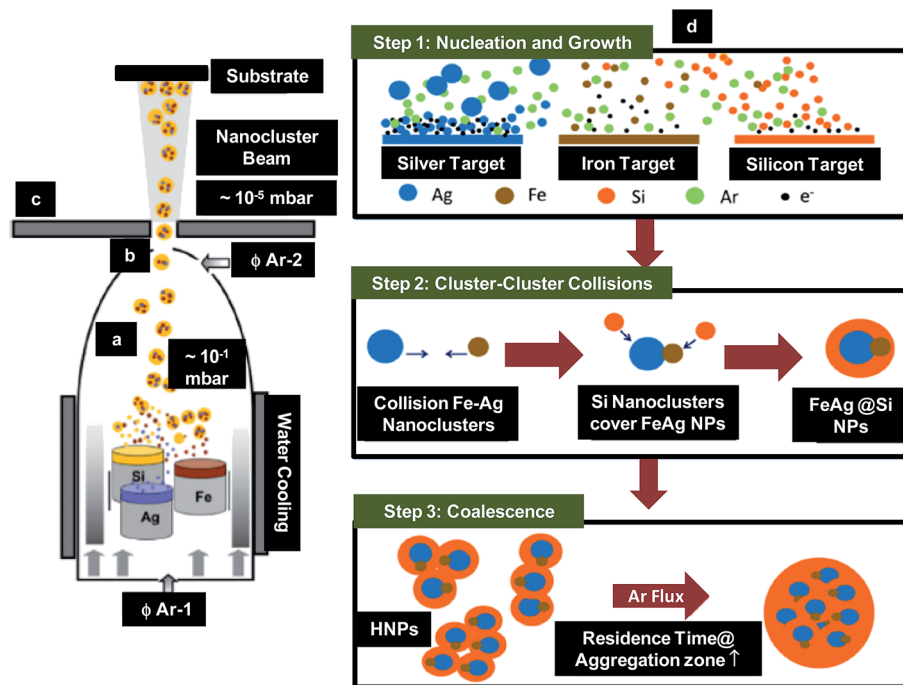 Substrate
Nanocluster
Beam
~ 10-5 mbar
c
b
ϕ Ar-2
a
~ 10-1
mbar
Si
Fe
Ag
Water Cooling
ϕ Ar-1
d
Step 1: Nucleation and Growth
Silver Target
Iron Target
Silicon Target
Ag
Fe
Si
Ar
e-
Step 2: Cluster-Cluster Collisions
Collision Fe-Ag
Nanoclusters
Si Nanoclusters
cover FeAg NPs
FeAg @Si
NPs
Step 3: Coalescence
HNPs
Ar Flux
Residence Time@
Aggregation zone ↑